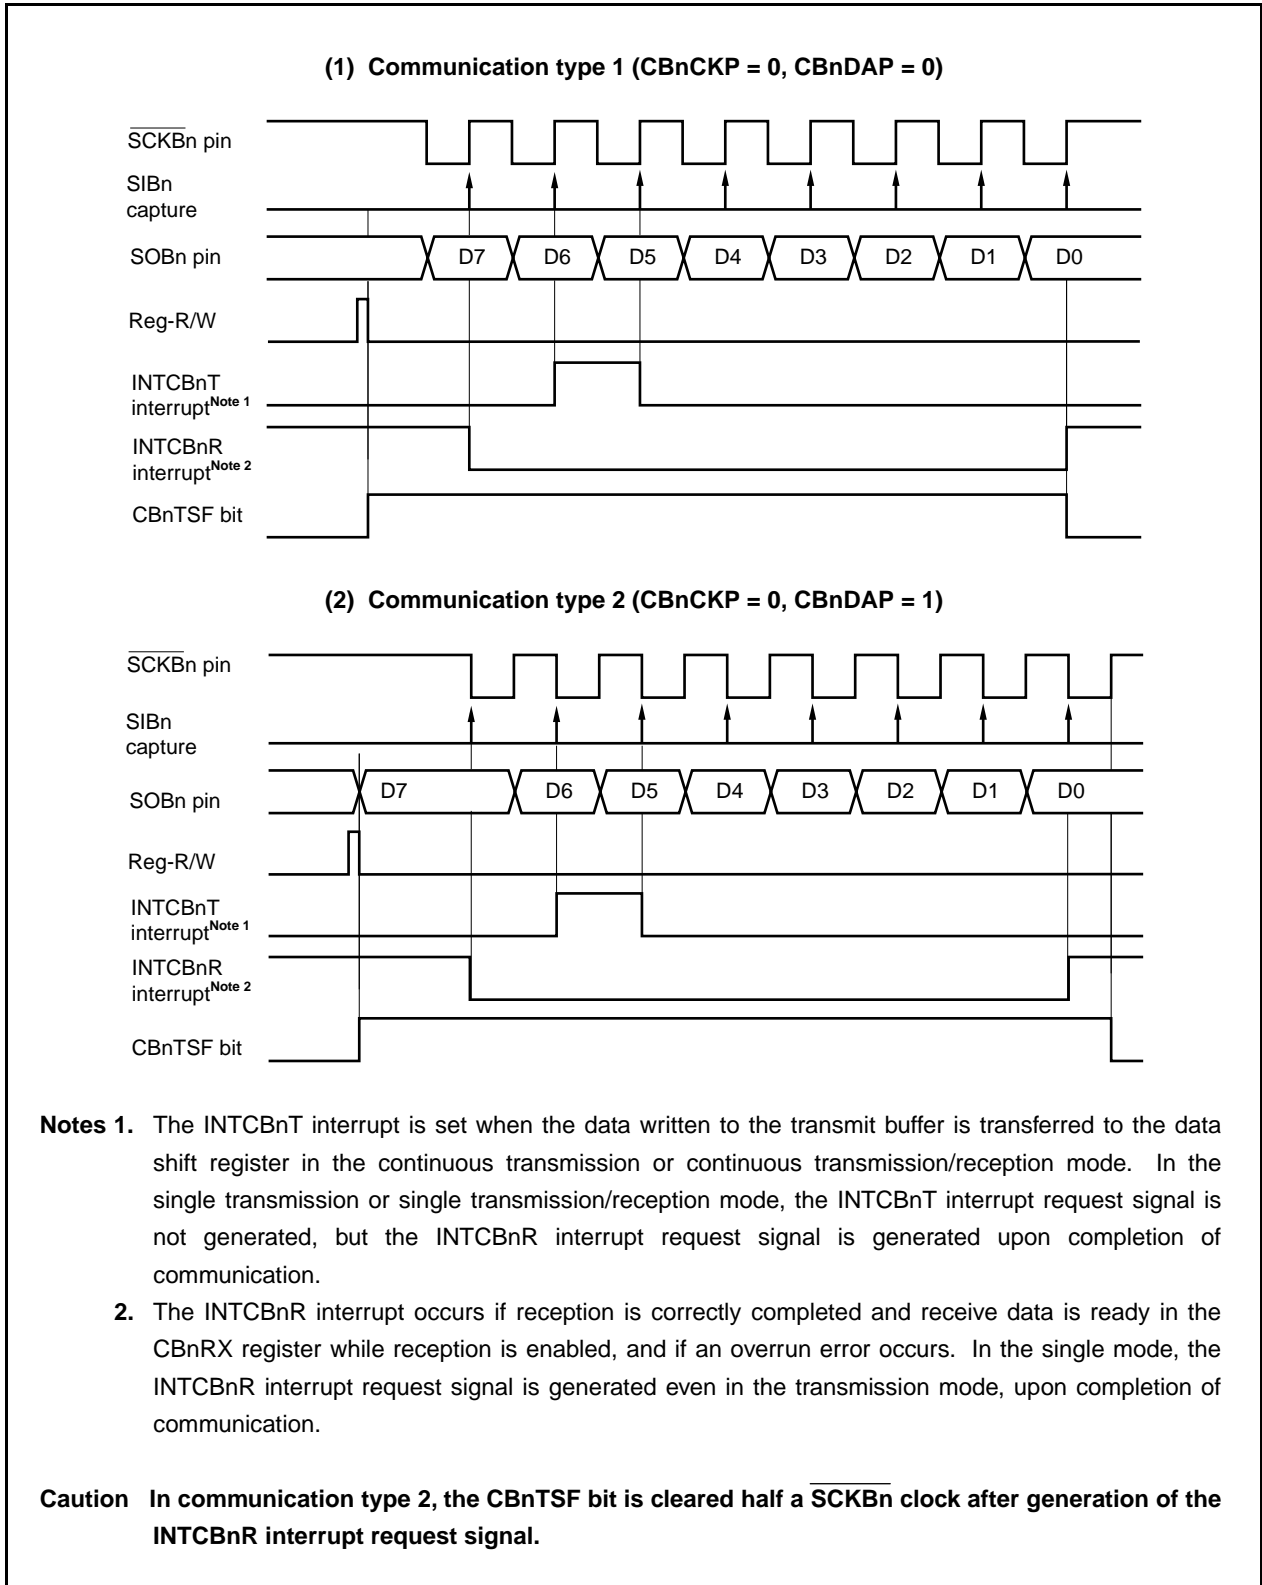 (1) Communication type 1 (CBnCKP = 0, CBnDAP = 0)
SCKBn pin
SIBn
capture
SOBn pin
D7 D6 D5 D4 D3 D2 D1 D0
Reg-R/W
INTCBnT
interrupt Note 1
INTCBnR
interrupt Note 2
CBnTSF bit
(2) Communication type 2 (CBnCKP = 0, CBnDAP = 1)
SCKBn pin
SIBn
capture
SOBn pin
D7 D6 D5 D4 D3 D2 D1 D0
Reg-R/W
INTCBnT
interrupt Note 1
INTCBnR
interrupt Note 2
CBnTSF bit
Notes 1. The INTCBnT interrupt is set when the data written to the transmit buffer is transferred to the data
shift register in the continuous transmission or continuous transmission/reception mode. In the
single transmission or single transmission/reception mode, the INTCBnT interrupt request signal is
not generated, but the INTCBnR interrupt request signal is generated upon completion of
communication.
2. The INTCBnR interrupt occurs if reception is correctly completed and receive data is ready in the
CBnRX register while reception is enabled, and if an overrun error occurs. In the single mode, the
INTCBnR interrupt request signal is generated even in the transmission mode, upon completion of
communication.
Caution In communication type 2, the CBnTSF bit is cleared half a SCKBn clock after generation of the
INTCBnR interrupt request signal.